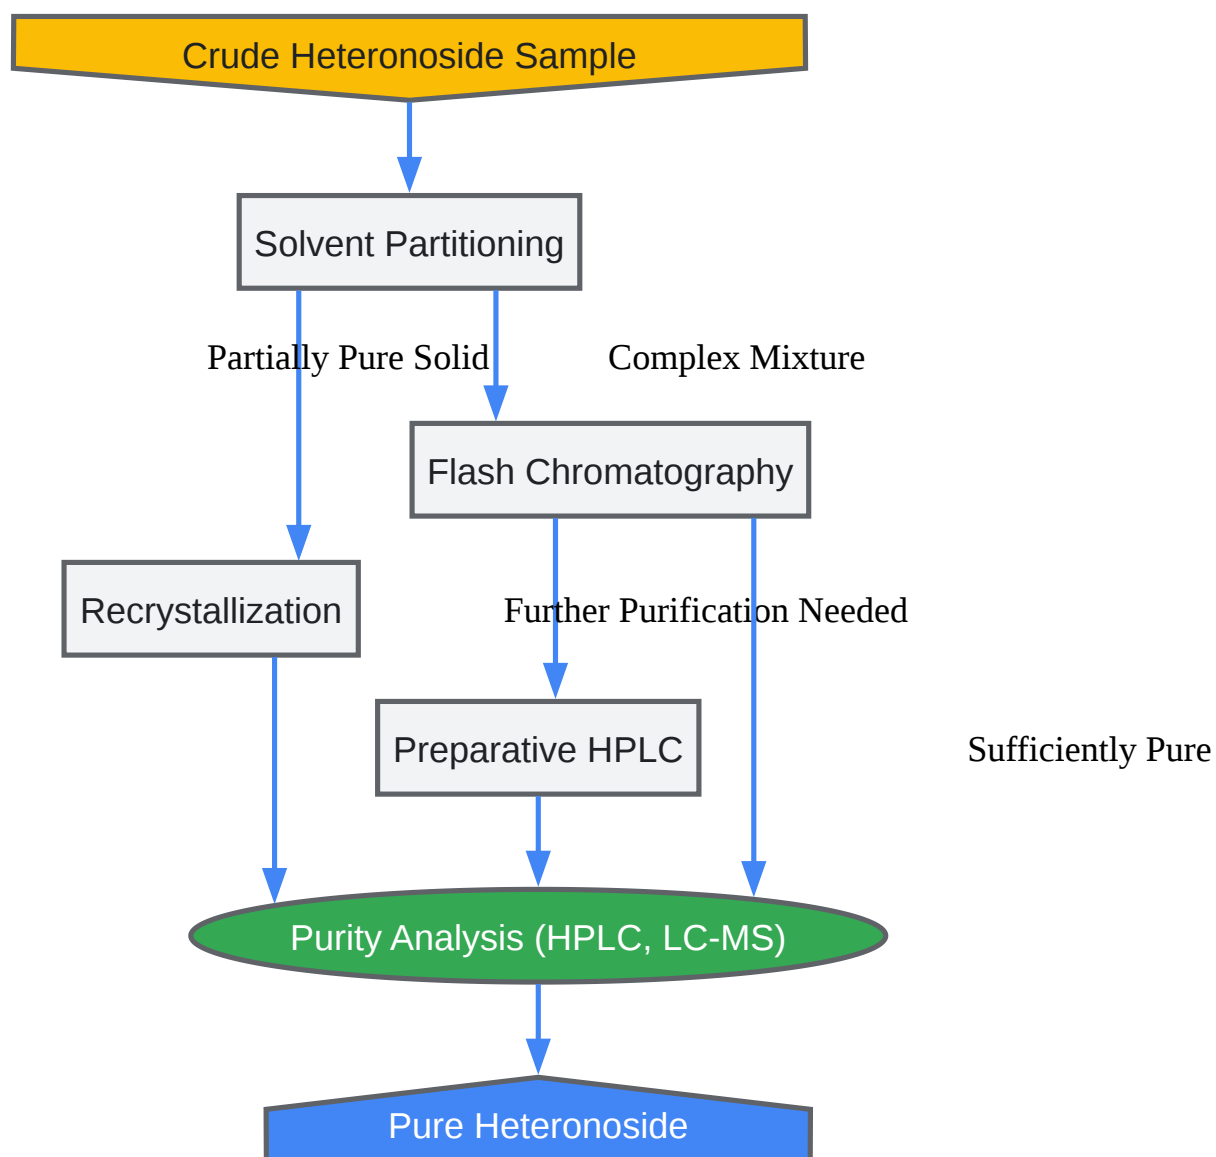 Crude Heteronoside Sample
Solvent Partitioning
Partially Pure Solid
Complex Mixture
Flash Chromatography
Recrystallization
Further Purification Needed
Preparative HPLC
Sufficiently Pure
Purity Analysis (HPLC, LC-MS)
Pure Heteronoside